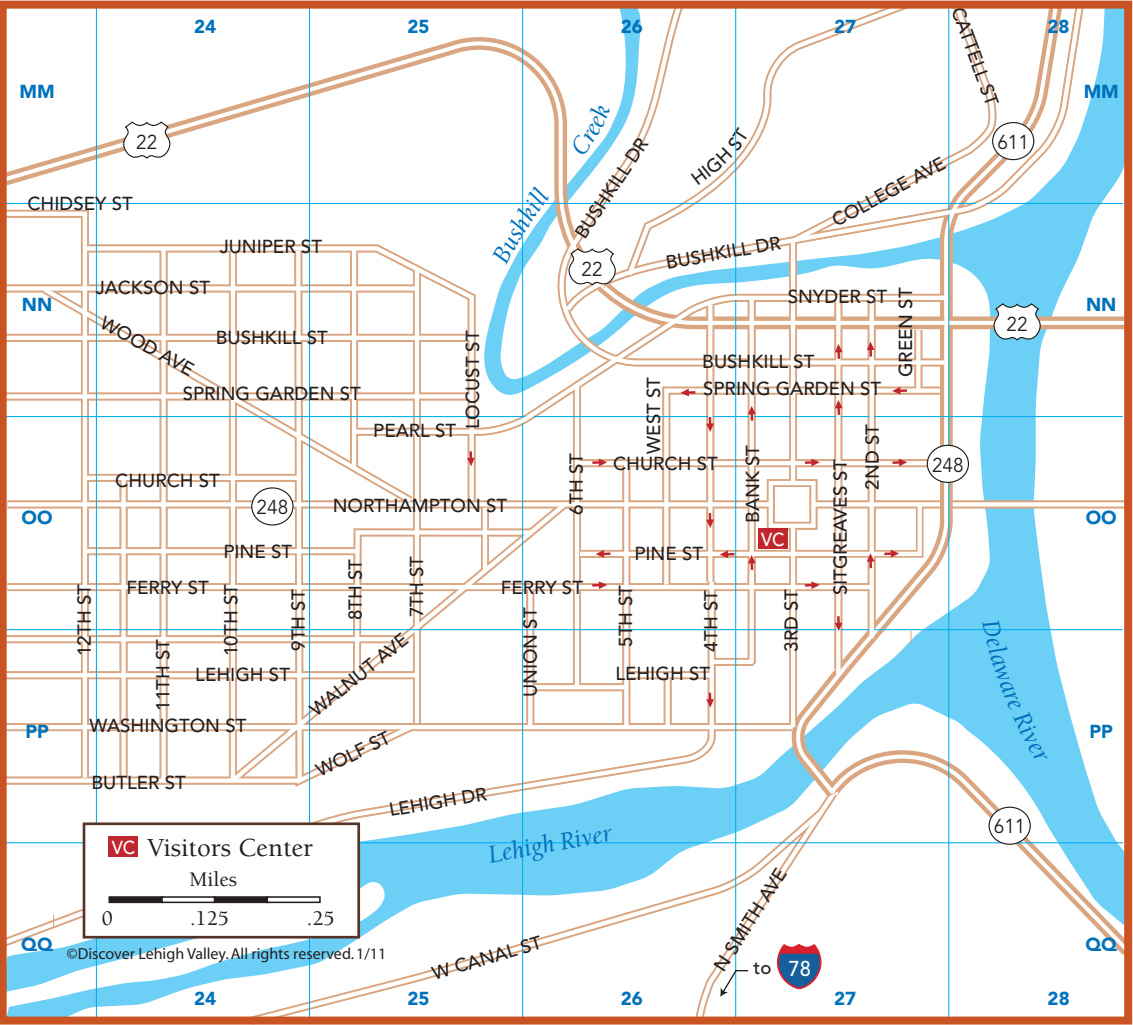 24
25
26
27
28
MM
MM
CATTELL ST
22
611
Creek
BUSHKILL DR
HIGH ST
COLLEGE AVE
CHIDSEY ST
Bushkill
JUNIPER ST
BUSHKILL DR
22
JACKSON ST
SNYDER ST
NN
NN
GREEN ST
22
WOOD AVE
BUSHKILL ST
LOCUST ST
BUSHKILL ST
SPRING GARDEN ST
SPRING GARDEN ST
WEST ST
PEARL ST
2ND ST
CHURCH ST
248
6TH ST
BANK ST
CHURCH ST
SITGREAVES ST
248
NORTHAMPTON ST
OO
OO
VC
PINE ST
PINE ST
FERRY ST
FERRY ST
8TH ST
7TH ST
12TH ST
10TH ST
9TH ST
5TH ST
4TH ST
3RD ST
UNION ST
11TH ST
LEHIGH ST
WALNUT AVE
LEHIGH ST
Delaware River
WASHINGTON ST
PP
PP
WOLF ST
BUTLER ST
LEHIGH DR
611
Lehigh River
VC Visitors Center
Miles
0 .125 .25
N SMITH AVE
QQ
QQ
©Discover Lehigh Valley. All rights reserved. 1/11
W CANAL ST
to 78
24
25
26
27
28